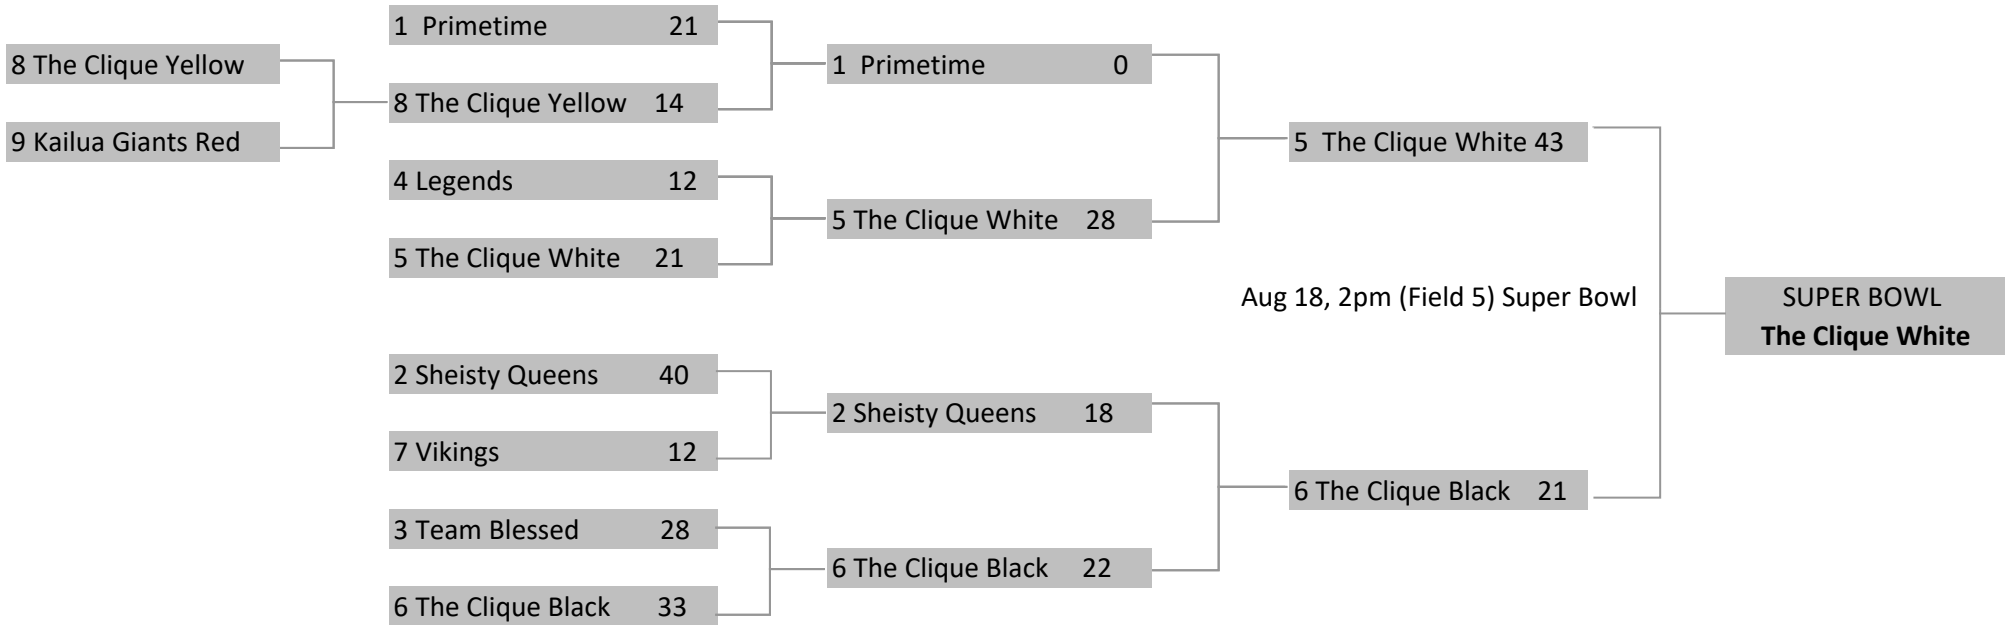 8 The Clique Yellow
9 Kailua Giants Red
1 Primetime 21
8 The Clique Yellow 14
4 Legends 12
5 The Clique White 21
2 Sheisty Queens 40
7 Vikings 12
3 Team Blessed 28
6 The Clique Black 33
1 Primetime 0
5 The Clique White 28
2 Sheisty Queens 18
6 The Clique Black 22
5 The Clique White 43
Aug 18, 2pm (Field 5) Super Bowl
6 The Clique Black 21
SUPER BOWL
The Clique White